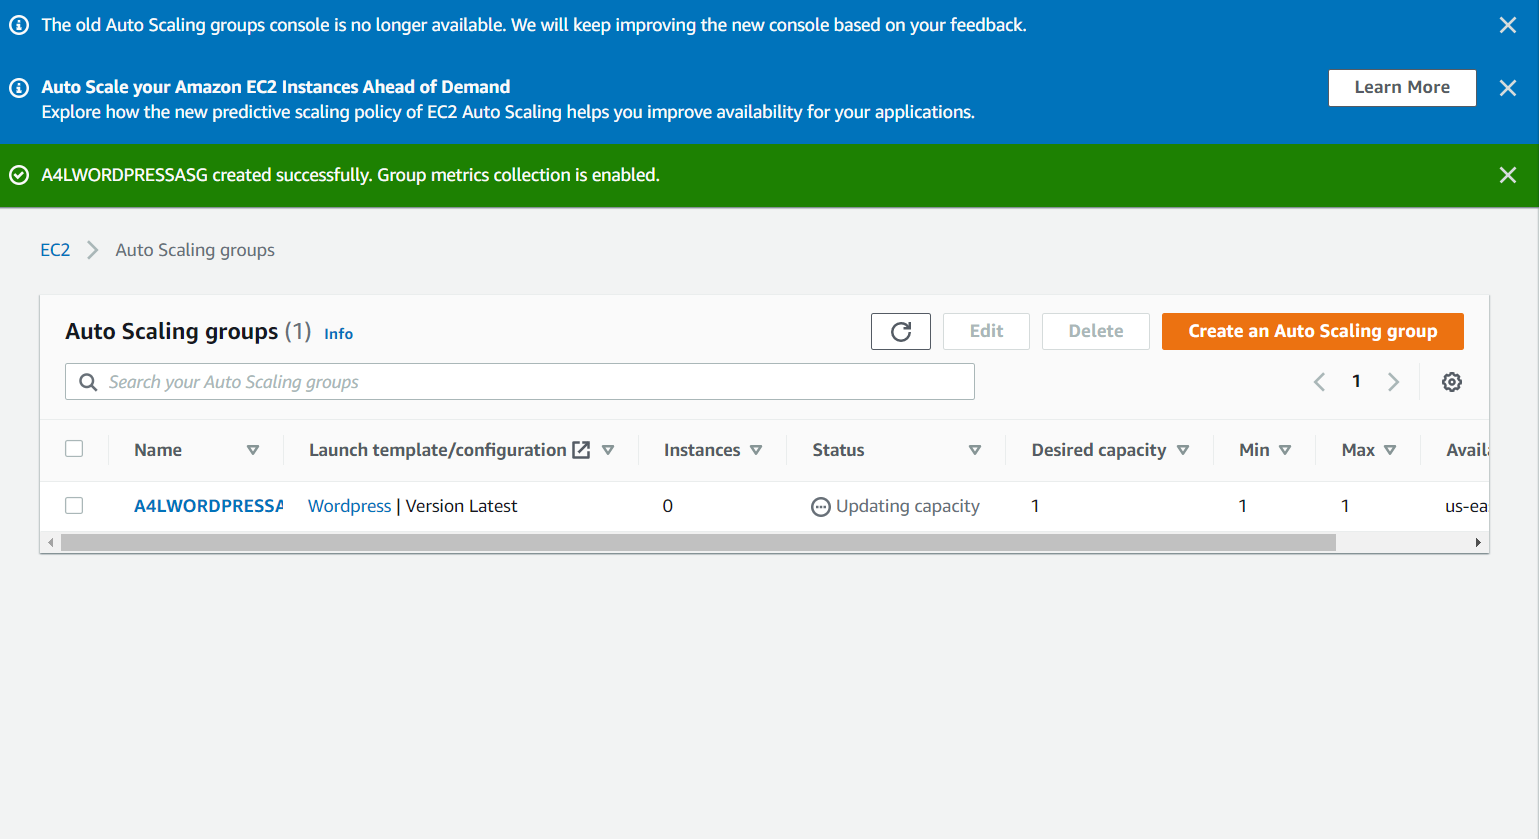 The old Auto Scaling groups console is no longer available. We will keep improving the new console based on your feedback.
Auto Scale your Amazon EC2 Instances Ahead of Demand
Learn More
Explore how the new predictive scaling policy of EC2 Auto Scaling helps you improve availability for your applications.
A4LWORDPRESSASG created successfully. Group metrics collection is enabled.
EC2 Auto Scaling groups
Auto Scaling groups (1) Info Edit Delete Create an Auto Scaling group
Search your Auto Scaling groups 1
Name Launch template/configuration Instances Status Desired capacity Min Max Avail
A4LWORDPRESSA Wordpress | Version Latest 0 Updating capacity 1 1 1 us-ea